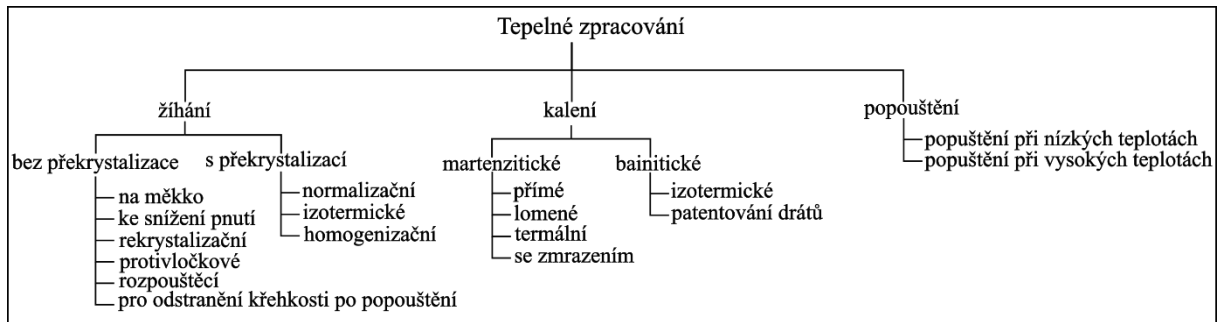 Tepelné zpracování
žíhání
kalení
popouštění
bez překrystalizace
s překrystalizací
martenzitické
bainitické
popuštění při nízkých teplotách
popuštění při vysokých teplotách
na měkko
ke snížení pnutí
rekrystalizační
protivločkové
rozpouštěcí
pro odstranění křehkosti po popouštění
normalizační
izotermické
homogenizační
přímé
lomené
termální
se zmrazením
izotermické
patentování drátů